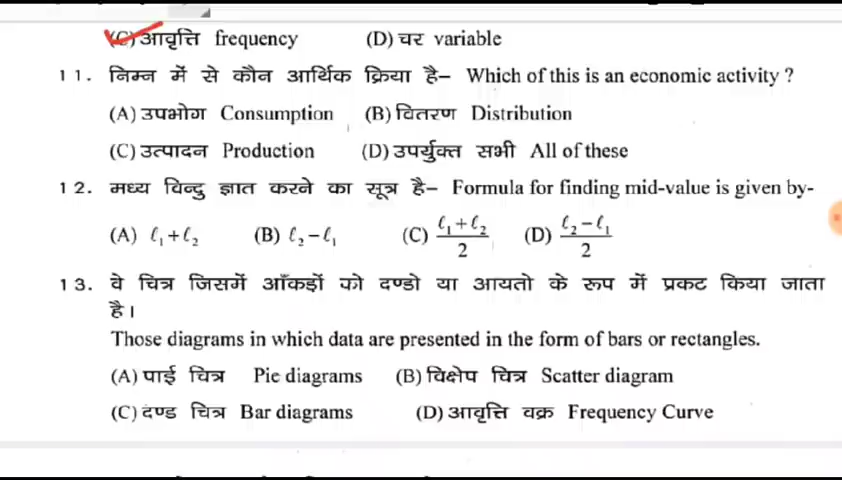 (C) आवृत्ति frequency (D) चर variable
11. निम्न में से कौन आर्थिक क्रिया है– Which of this is an economic activity ?
(A) उपभोग Consumption (B) वितरण Distribution
(C) उत्पादन Production (D) उपर्युक्त सभी All of these
12. मध्य विन्दु ज्ञात करने का सूत्र है– Formula for finding mid-value is given by-
(A) ℓ₁+ℓ₂ (B) ℓ₂−ℓ₁ (C) (ℓ₁+ℓ₂)/2 (D) (ℓ₂−ℓ₁)/2
13. वे चित्र जिसमें आँकड़ों को दण्डो या आयतो के रूप में प्रकट किया जाता
है।
Those diagrams in which data are presented in the form of bars or rectangles.
(A) पाई चित्र Pie diagrams (B) विक्षेप चित्र Scatter diagram
(C) दण्ड चित्र Bar diagrams (D) आवृत्ति वक्र Frequency Curve